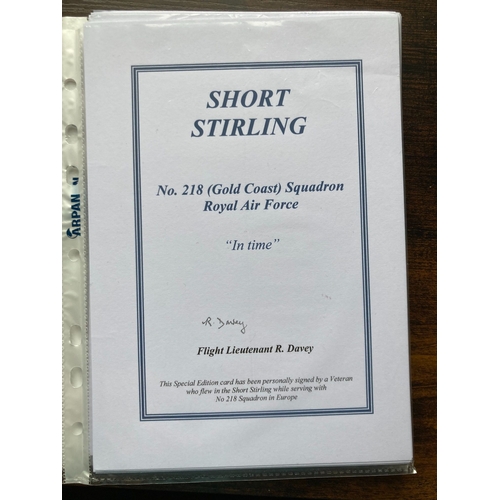 SHORT
STIRLING
No. 218 (Gold Coast) Squadron
Royal Air Force
“In time”
R. Davey
Flight Lieutenant R. Davey
This Special Edition card has been personally signed by a Veteran
who flew in the Short Stirling while serving with
No 218 Squadron in Europe
ARPAN